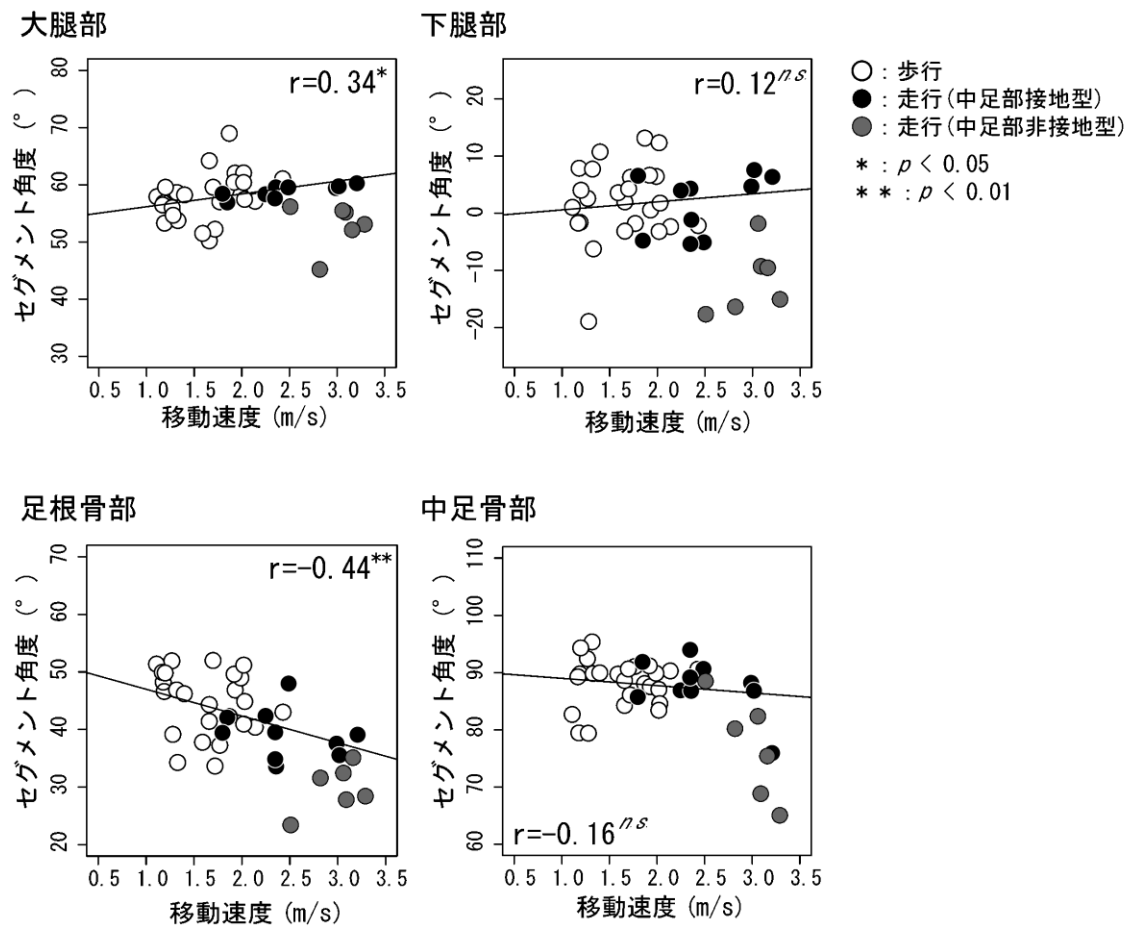 大腿部
下腿部
r=0.34*
r=0.12ns
80
70
60
50
40
30
セグメント角度 (°)
0.5 1.0 1.5 2.0 2.5 3.0 3.5
移動速度 (m/s)
20
10
0
-10
-20
セグメント角度 (°)
0.5 1.0 1.5 2.0 2.5 3.0 3.5
移動速度 (m/s)
○ : 歩行
● : 走行(中足部接地型)
● : 走行(中足部非接地型)
* : p < 0.05
** : p < 0.01
足根骨部
中足骨部
r=-0.44**
70
60
50
40
30
20
セグメント角度 (°)
0.5 1.0 1.5 2.0 2.5 3.0 3.5
移動速度 (m/s)
110
100
90
80
70
60
セグメント角度 (°)
r=-0.16ns
0.5 1.0 1.5 2.0 2.5 3.0 3.5
移動速度 (m/s)